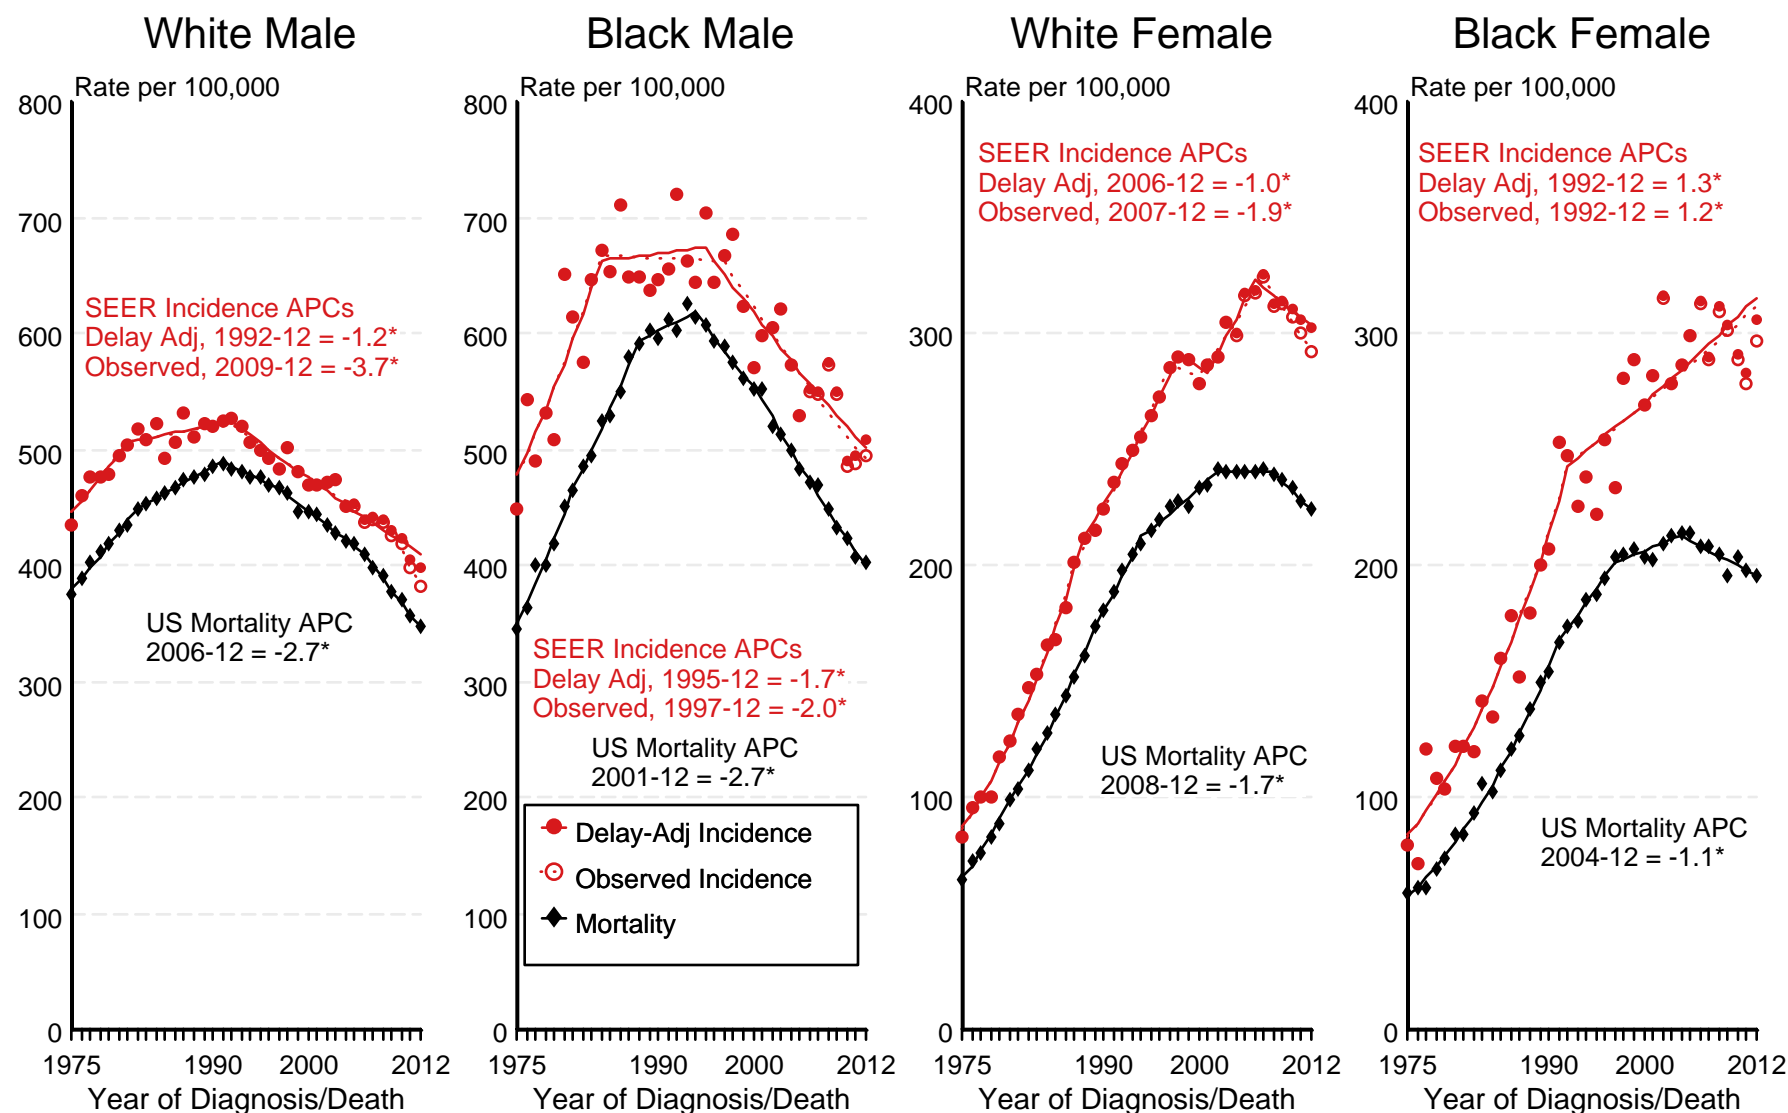 White Male
Rate per 100,000
800
700
600
500
400
300
200
100
0
SEER Incidence APCs
Delay Adj, 1992-12 = -1.2*
Observed, 2009-12 = -3.7*
US Mortality APC
2006-12 = -2.7*
1975 1990 2000 2012
Year of Diagnosis/Death
Black Male
Rate per 100,000
800
700
600
500
400
300
200
100
0
SEER Incidence APCs
Delay Adj, 1995-12 = -1.7*
Observed, 1997-12 = -2.0*
US Mortality APC
2001-12 = -2.7*
Delay-Adj Incidence
Observed Incidence
Mortality
1975 1990 2000 2012
Year of Diagnosis/Death
White Female
Rate per 100,000
400
300
200
100
0
SEER Incidence APCs
Delay Adj, 2006-12 = -1.0*
Observed, 2007-12 = -1.9*
US Mortality APC
2008-12 = -1.7*
1975 1990 2000 2012
Year of Diagnosis/Death
Black Female
Rate per 100,000
400
300
200
100
0
SEER Incidence APCs
Delay Adj, 1992-12 = 1.3*
Observed, 1992-12 = 1.2*
US Mortality APC
2004-12 = -1.1*
1975 1990 2000 2012
Year of Diagnosis/Death